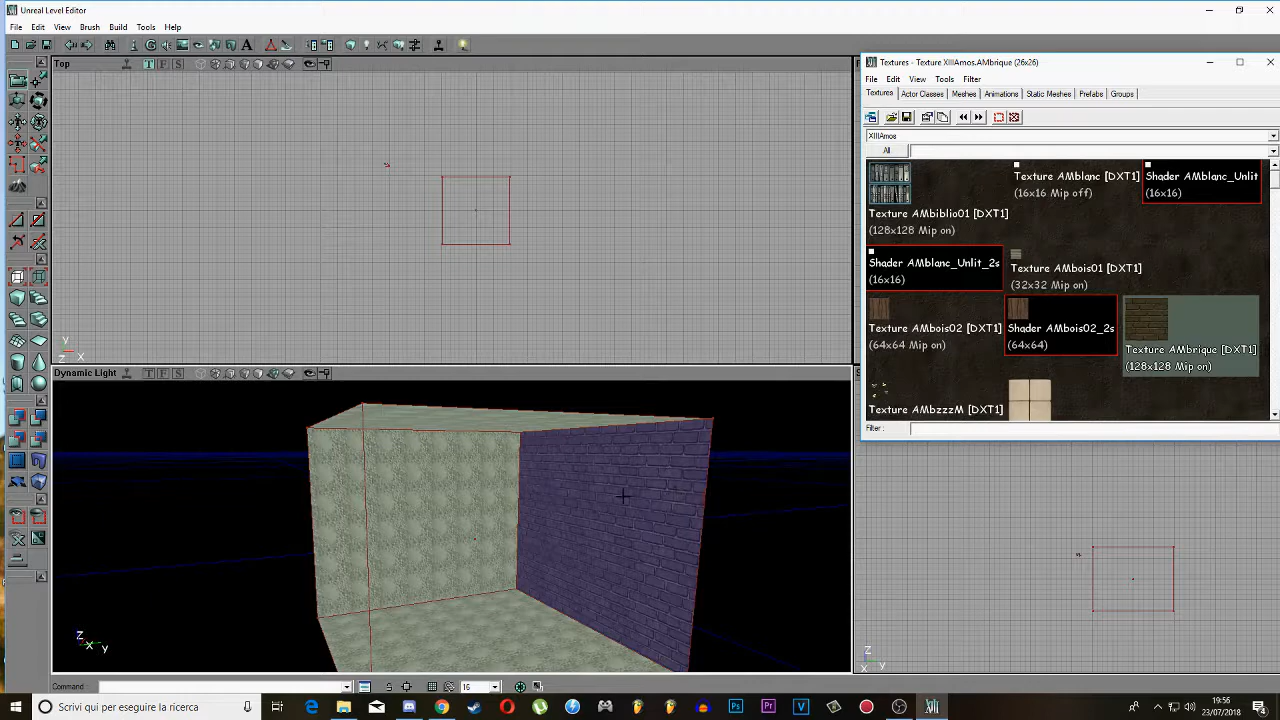 Unreal Level Editor
File Edit View Brush Build Tools Help
Top
T F S
y
Z X
Dynamic Light
T F S
Z
X y
Command: 16
Textures - Texture XIIIAmos.AMbrique (26x26)
File Edit View Tools Filter
Textures Actor Classes Meshes Animations Static Meshes Prefabs Groups
XIIIAmos
All
Texture AMbiblio01 [DXT1]
(128x128 Mip on)
Texture AMblanc [DXT1]
(16x16 Mip off)
Shader AMblanc_Unlit
(16x16)
Shader AMblanc_Unlit_2s
(16x16)
Texture AMbois01 [DXT1]
(32x32 Mip on)
Texture AMbois02 [DXT1]
(64x64 Mip on)
Shader AMbois02_2s
(64x64)
Texture AMbrique [DXT1]
(128x128 Mip on)
Texture AMbzzzM [DXT1]
Filter :
Z
X y
Scrivi qui per eseguire la ricerca
19:56
23/07/2018